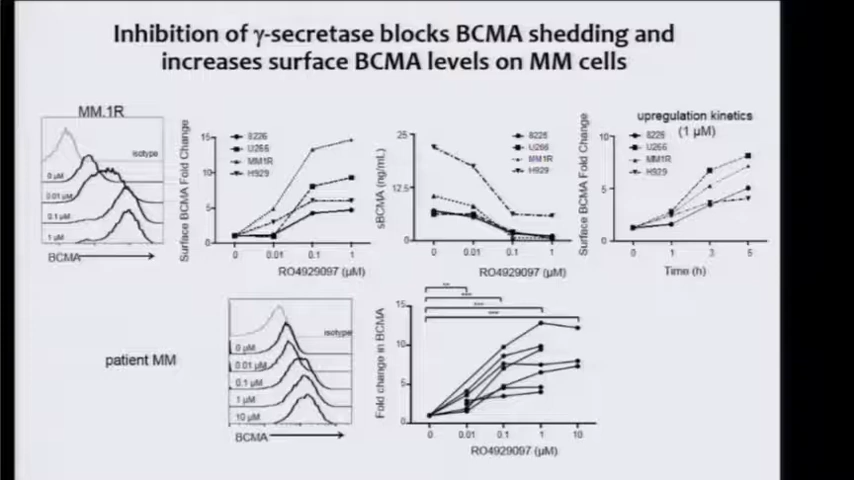 Inhibition of γ-secretase blocks BCMA shedding and
increases surface BCMA levels on MM cells
MM.1R
isotype
0 µM
0.01 µM
0.1 µM
1 µM
BCMA
Surface BCMA Fold Change
15
10
5
0
8226
U266
MM1R
H929
0
0.01
0.1
1
RO4929097 (µM)
sBCMA (ng/mL)
25
12.5
0
8226
U266
MM1R
H929
0
0.01
0.1
1
RO4929097 (µM)
upregulation kinetics
(1 µM)
Surface BCMA Fold Change
10
5
0
8226
U266
MM1R
H929
0
1
3
5
Time (h)
patient MM
isotype
0 µM
0.01 µM
0.1 µM
1 µM
10 µM
BCMA
Fold change in BCMA
15
10
5
0
**
***
***
***
0
0.01
0.1
1
10
RO4929097 (µM)